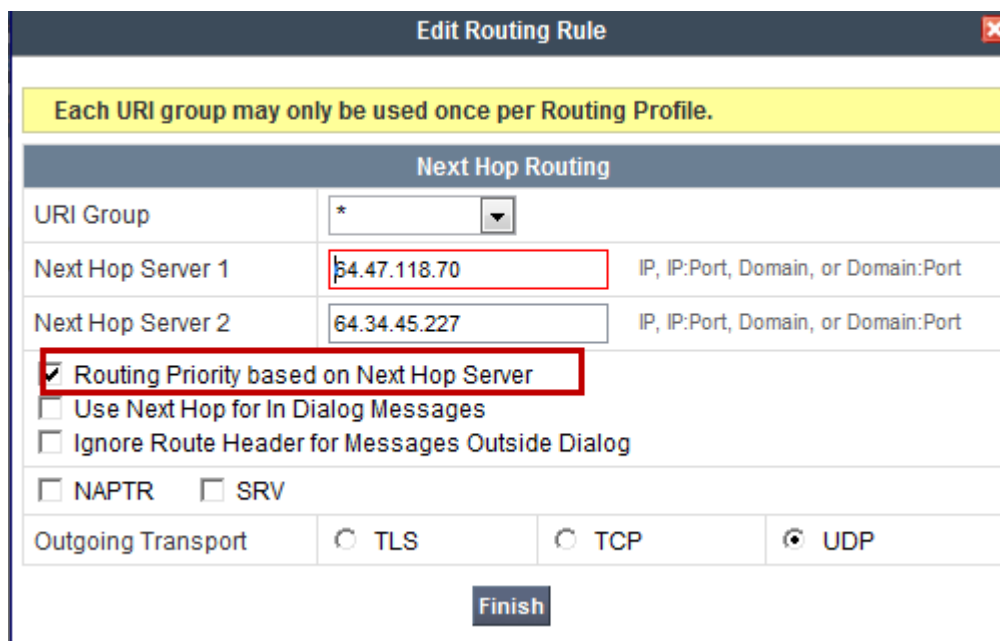 Edit Routing Rule
Each URI group may only be used once per Routing Profile.
Next Hop Routing
URI Group *
Next Hop Server 1 64.47.118.70 IP, IP:Port, Domain, or Domain:Port
Next Hop Server 2 64.34.45.227 IP, IP:Port, Domain, or Domain:Port
Routing Priority based on Next Hop Server
Use Next Hop for In Dialog Messages
Ignore Route Header for Messages Outside Dialog
NAPTR SRV
Outgoing Transport TLS TCP UDP
Finish